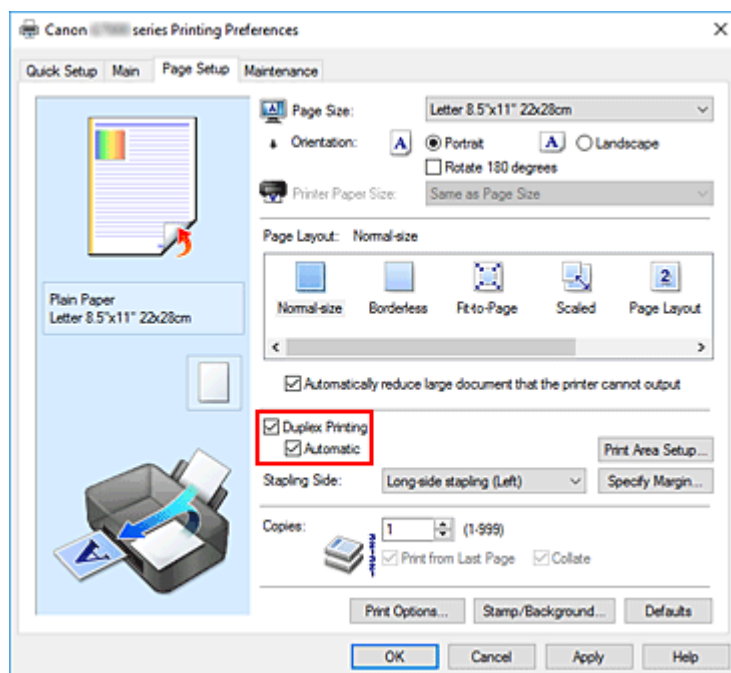 Canon series Printing Preferences
Quick Setup Main Page Setup Maintenance
Page Size: Letter 8.5"x11" 22x28cm
Orientation: A Portrait A Landscape
Rotate 180 degrees
Printer Paper Size: Same as Page Size
Page Layout: Normal-size
2
Normal-size Borderless Fit-to-Page Scaled Page Layout
Plain Paper
Letter 8.5"x11" 22x28cm
Automatically reduce large document that the printer cannot output
Duplex Printing
Automatic
Print Area Setup...
Stapling Side: Long-side stapling (Left) Specify Margin...
Copies: 1 (1-999)
Print from Last Page Collate
A
Print Options... Stamp/Background... Defaults
OK Cancel Apply Help